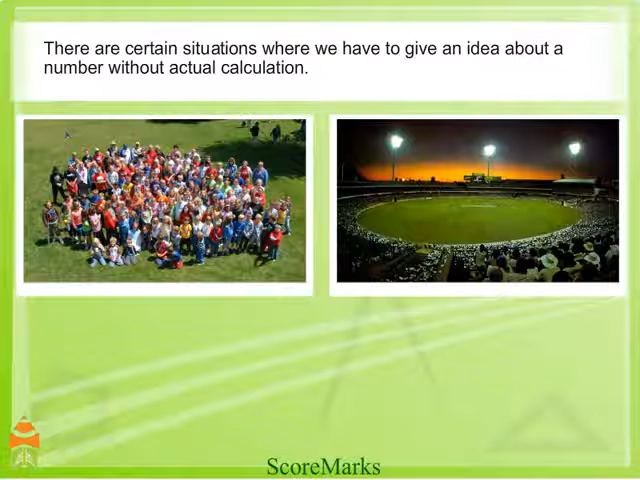 There are certain situations where we have to give an idea about a
number without actual calculation.
ScoreMarks